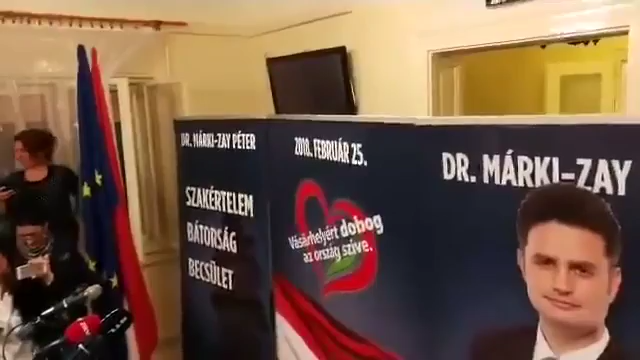 DR. MÁRKI-ZAY PÉTER
SZAKÉRTELEM
BÁTORSÁG
BECSÜLET
2018. FEBRUÁR 25.
Vásárhelyért dobog
az ország szíve.
DR. MÁRKI-ZAY